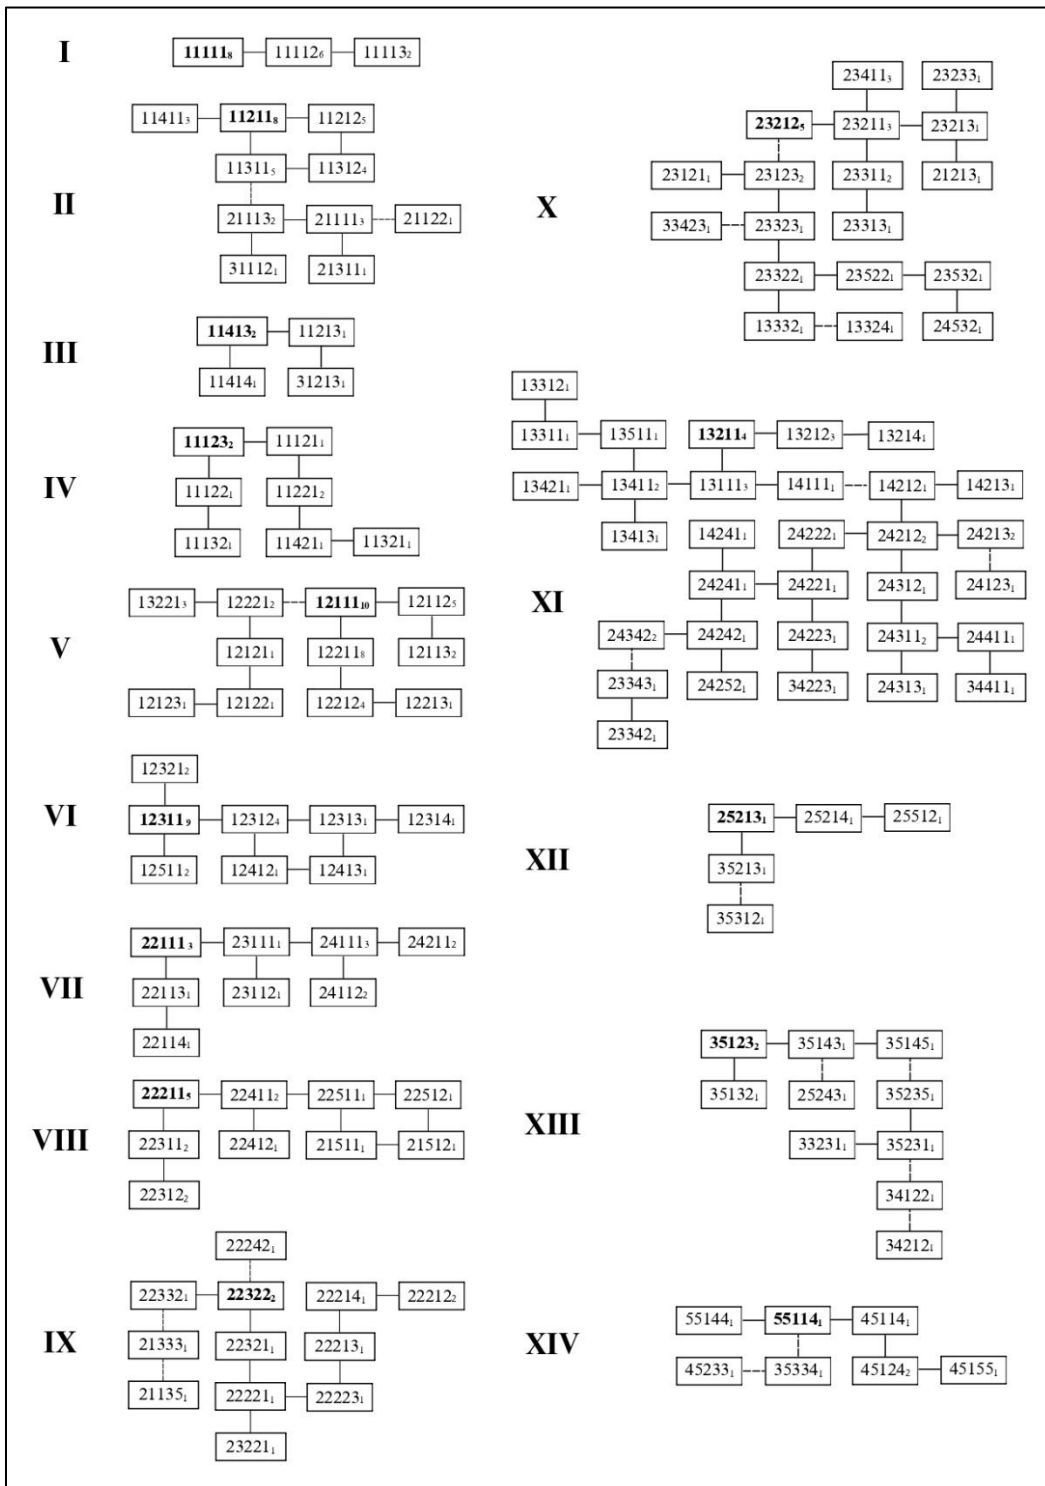 I
11111₈ 11112₆ 11113₂
II
11411₃ 11211₈ 11212₅
11311₅ 11312₄
21113₂ 21111₃ 21122₁
31112₁ 21311₁
III
11413₂ 11213₁
11414₁ 31213₁
IV
11123₂ 11121₁
11122₁ 11221₂
11132₁ 11421₁ 11321₁
V
13221₃ 12221₂ 12111₁₀ 12112₅
12121₁ 12211₈ 12113₂
12123₁ 12122₁ 12212₄ 12213₁
VI
12321₂
12311₉ 12312₄ 12313₁ 12314₁
12511₂ 12412₁ 12413₁
VII
22111₃ 23111₁ 24111₃ 24211₂
22113₁ 23112₁ 24112₂
22114₁
VIII
22211₅ 22411₂ 22511₁ 22512₁
22311₂ 22412₁ 21511₁ 21512₁
22312₂
IX
22242₁
22332₁ 22322₂ 22214₁ 22212₂
21333₁ 22321₁ 22213₁
21135₁ 22221₁ 22223₁
23221₁
X
23411₃ 23233₁
23212₅ 23211₃ 23213₁
23121₁ 23123₂ 23311₂ 21213₁
33423₁ 23323₁ 23313₁
23322₁ 23522₁ 23532₁
13332₁ 13324₁ 24532₁
XI
13312₁
13311₁ 13511₁ 13211₄ 13212₃ 13214₁
13421₁ 13411₂ 13111₃ 14111₁ 14212₁ 14213₁
13413₁ 14241₁ 24222₁ 24212₂ 24213₂
24241₁ 24221₁ 24312₁ 24123₁
24342₂ 24242₁ 24223₁ 24311₂ 24411₁
23343₁ 24252₁ 34223₁ 24313₁ 34411₁
23342₁
XII
25213₁ 25214₁ 25512₁
35213₁
35312₁
XIII
35123₂ 35143₁ 35145₁
35132₁ 25243₁ 35235₁
33231₁ 35231₁
34122₁
34212₁
XIV
55144₁ 55114₁ 45114₁
45233₁ 35334₁ 45124₂ 45155₁